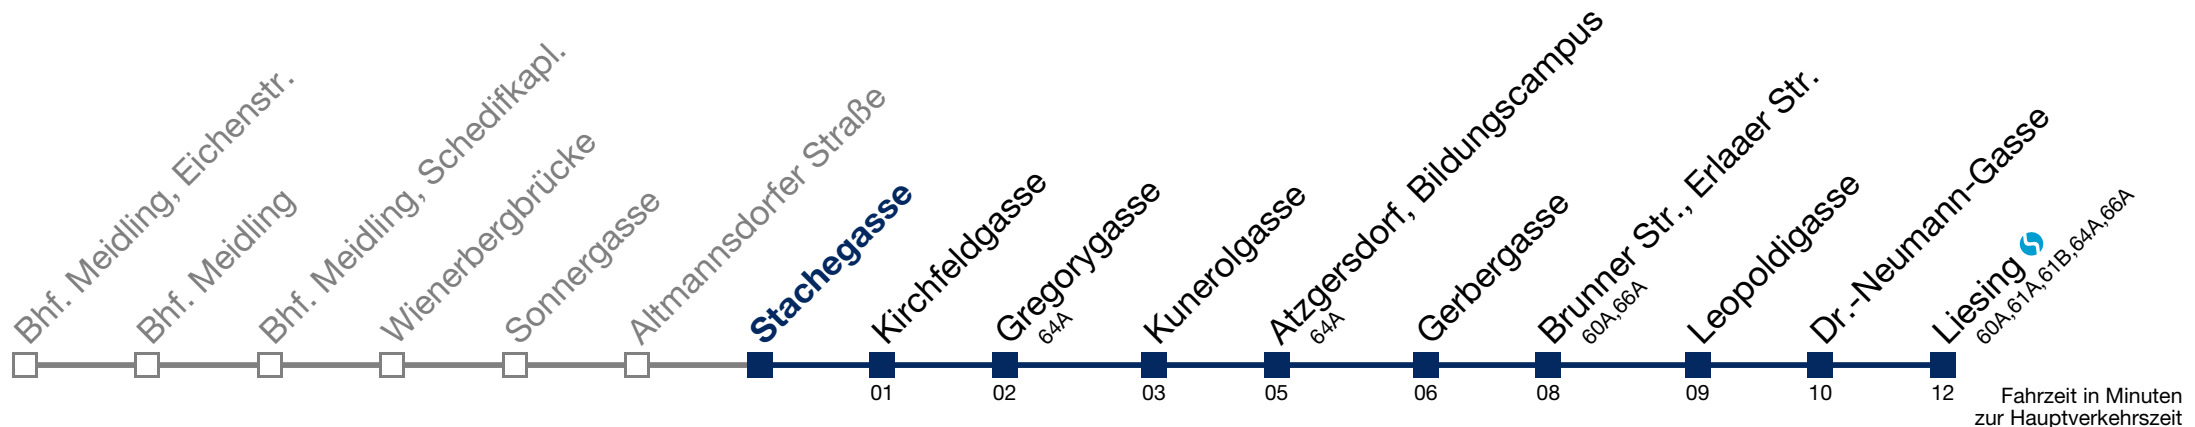 Bhf. Meidling, Eichenstr.
Bhf. Meidling
Bhf. Meidling, Schedifkapl.
Wienerbergbrücke
Sonnergasse
Altmannsdorfer Straße
Stachegasse
Kirchfeldgasse
Gregorygasse
64A
Kunerolgasse
Atzgersdorf, Bildungscampus
64A
Gerbergasse
Brunner Str., Erlaaer Str.
60A,66A
Leopoldigasse
Dr.-Neumann-Gasse
Liesing
60A,61A,61B,64A,66A
01 02 03 05 06 08 09 10 12
Fahrzeit in Minuten
zur Hauptverkehrszeit